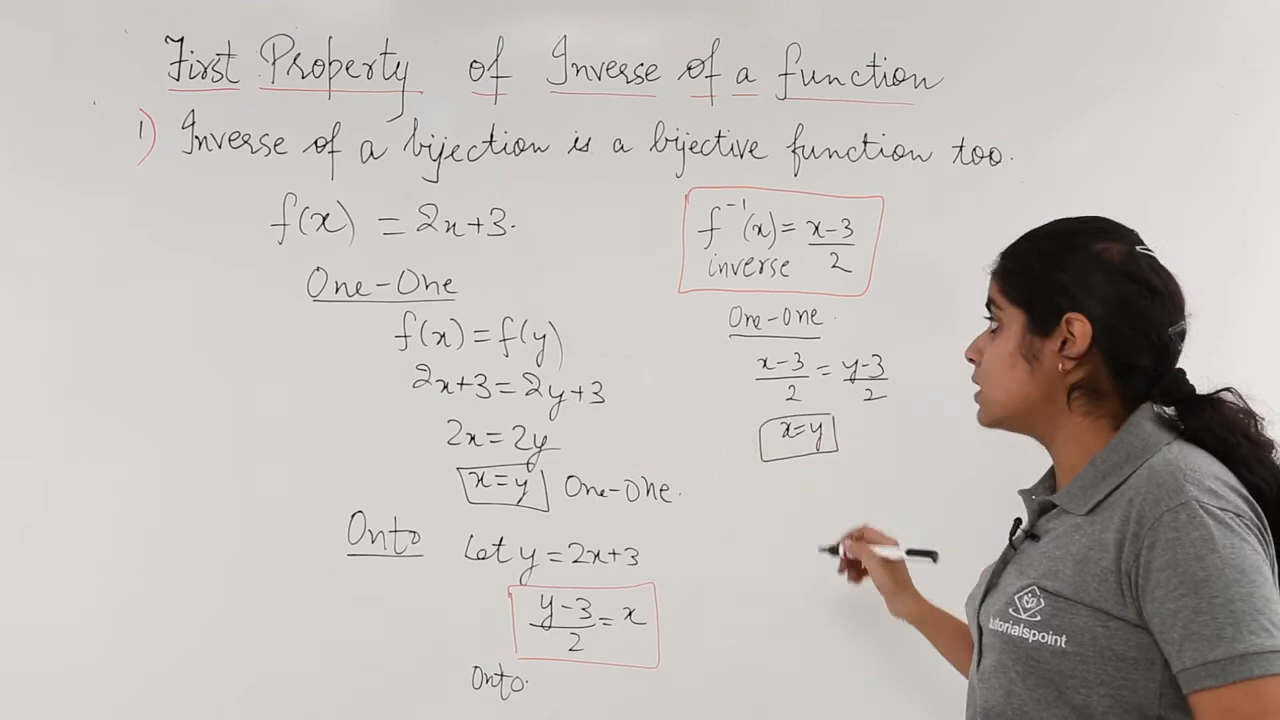 First Property of Inverse of a function
1) Inverse of a bijection is a bijective function too.
f(x) = 2x+3.
One-One
f(x) = f(y)
2x+3 = 2y+3
2x = 2y
x=y One-One.
Onto Let y = 2x+3
y-3/2 = x
Onto.
f⁻¹(x) = x-3/2
inverse
One-One.
x-3/2 = y-3/2
x=y
tutorialspoint